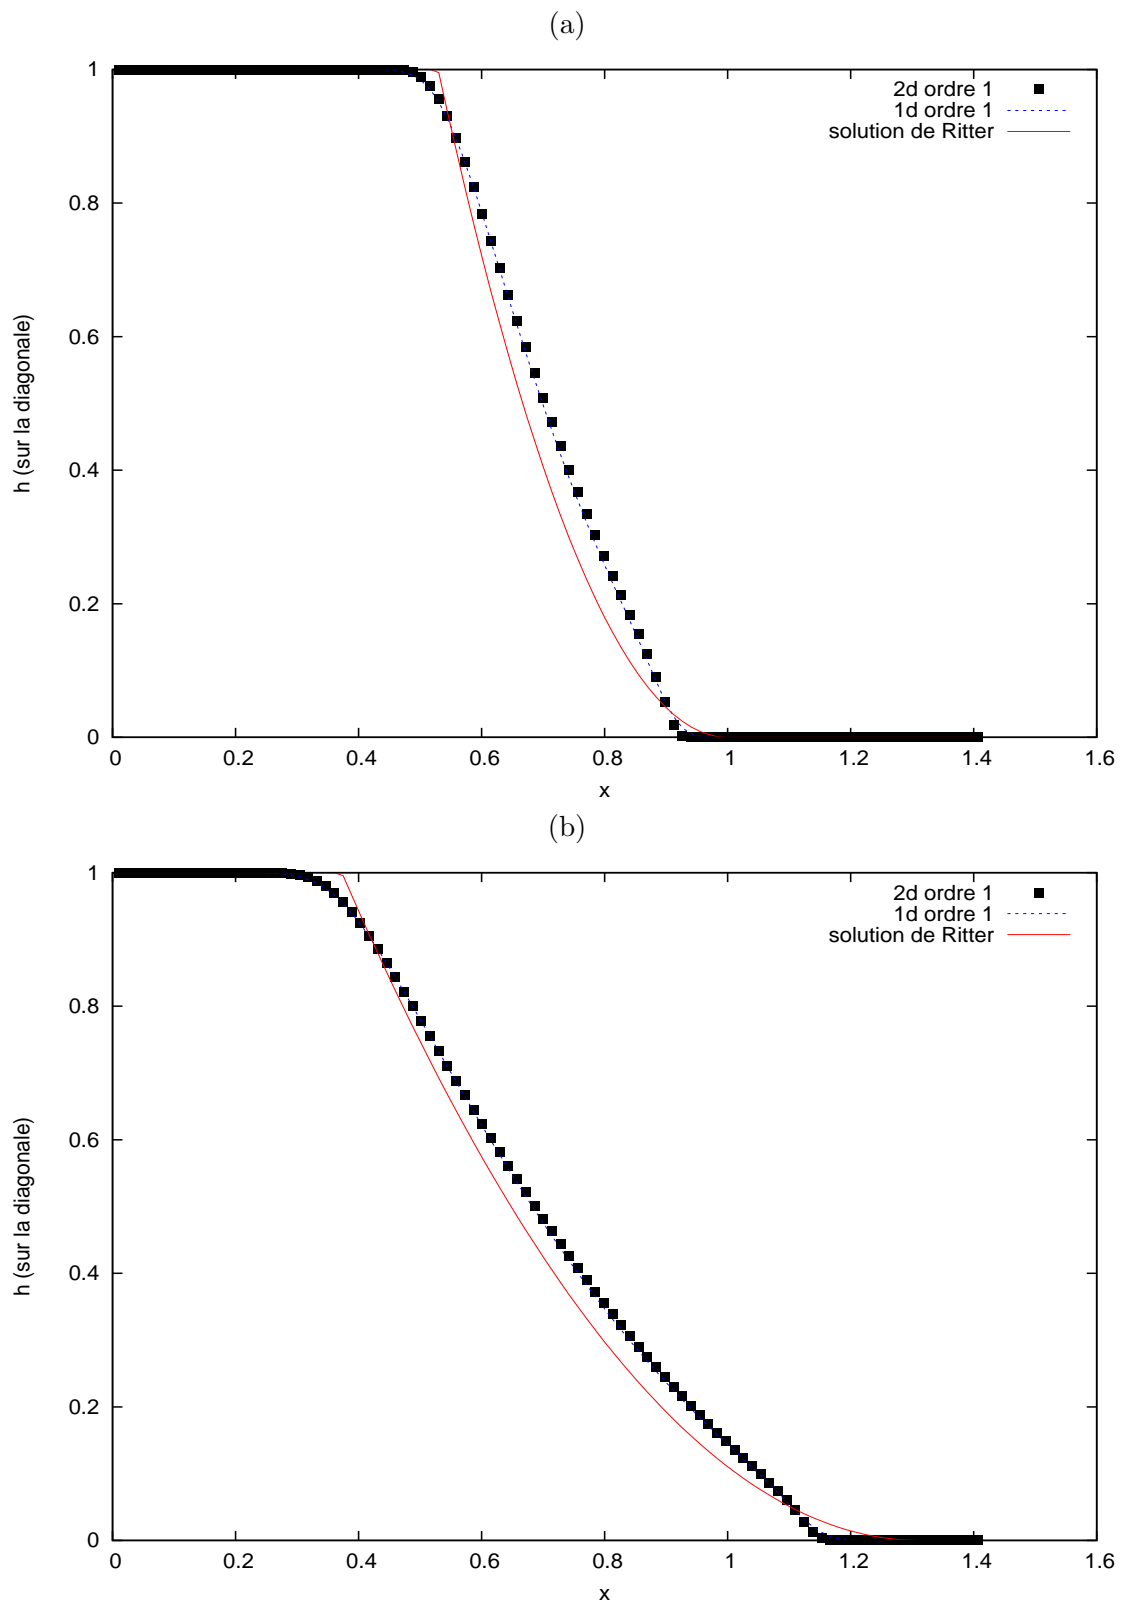 (a)
1
0.8
0.6
0.4
0.2
0
0 0.2 0.4 0.6 0.8 1 1.2 1.4 1.6
h (sur la diagonale)
x
2d ordre 1
1d ordre 1
solution de Ritter
(b)
1
0.8
0.6
0.4
0.2
0
0 0.2 0.4 0.6 0.8 1 1.2 1.4 1.6
h (sur la diagonale)
x
2d ordre 1
1d ordre 1
solution de Ritter